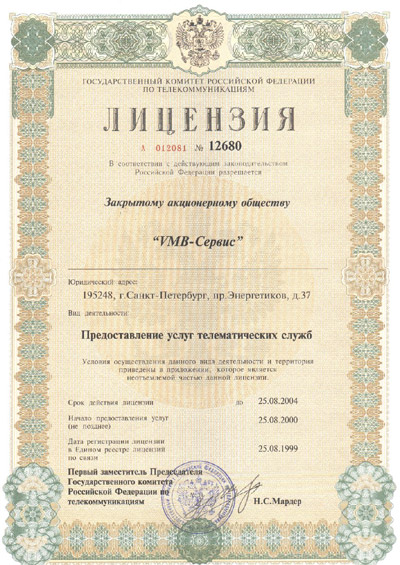 ГОСУДАРСТВЕННЫЙ КОМИТЕТ РОССИЙСКОЙ ФЕДЕРАЦИИ
ПО ТЕЛЕКОММУНИКАЦИЯМ
ЛИЦЕНЗИЯ
А 012081 № 12680
В соответствии с действующим законодательством
Российской Федерации разрешается
Закрытому акционерному обществу
“VMB-Сервис”
Юридический адрес:
195248, г.Санкт-Петербург, пр.Энергетиков, д.37
Вид деятельности:
Предоставление услуг телематических служб
Условия осуществления данного вида деятельности и территория
приведены в приложении, которое является
неотъемлемой частью данной лицензии.
Срок действия лицензии до 25.08.2004
Начало предоставления услуг 25.08.2000
(не позднее)
Дата регистрации лицензии
в Едином реестре лицензий 25.08.1999
по связи
Первый заместитель Председателя
Государственного комитета
Российской Федерации по
телекоммуникациям Н.С.Мардер